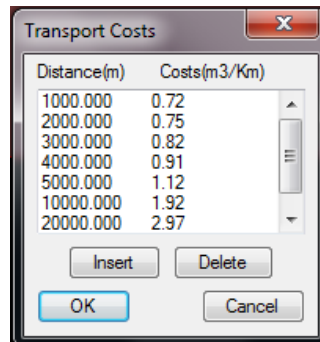 Transport Costs
Distance(m) Costs(m3/Km)
1000.000 0.72
2000.000 0.75
3000.000 0.82
4000.000 0.91
5000.000 1.12
10000.000 1.92
20000.000 2.97
Insert Delete
OK Cancel